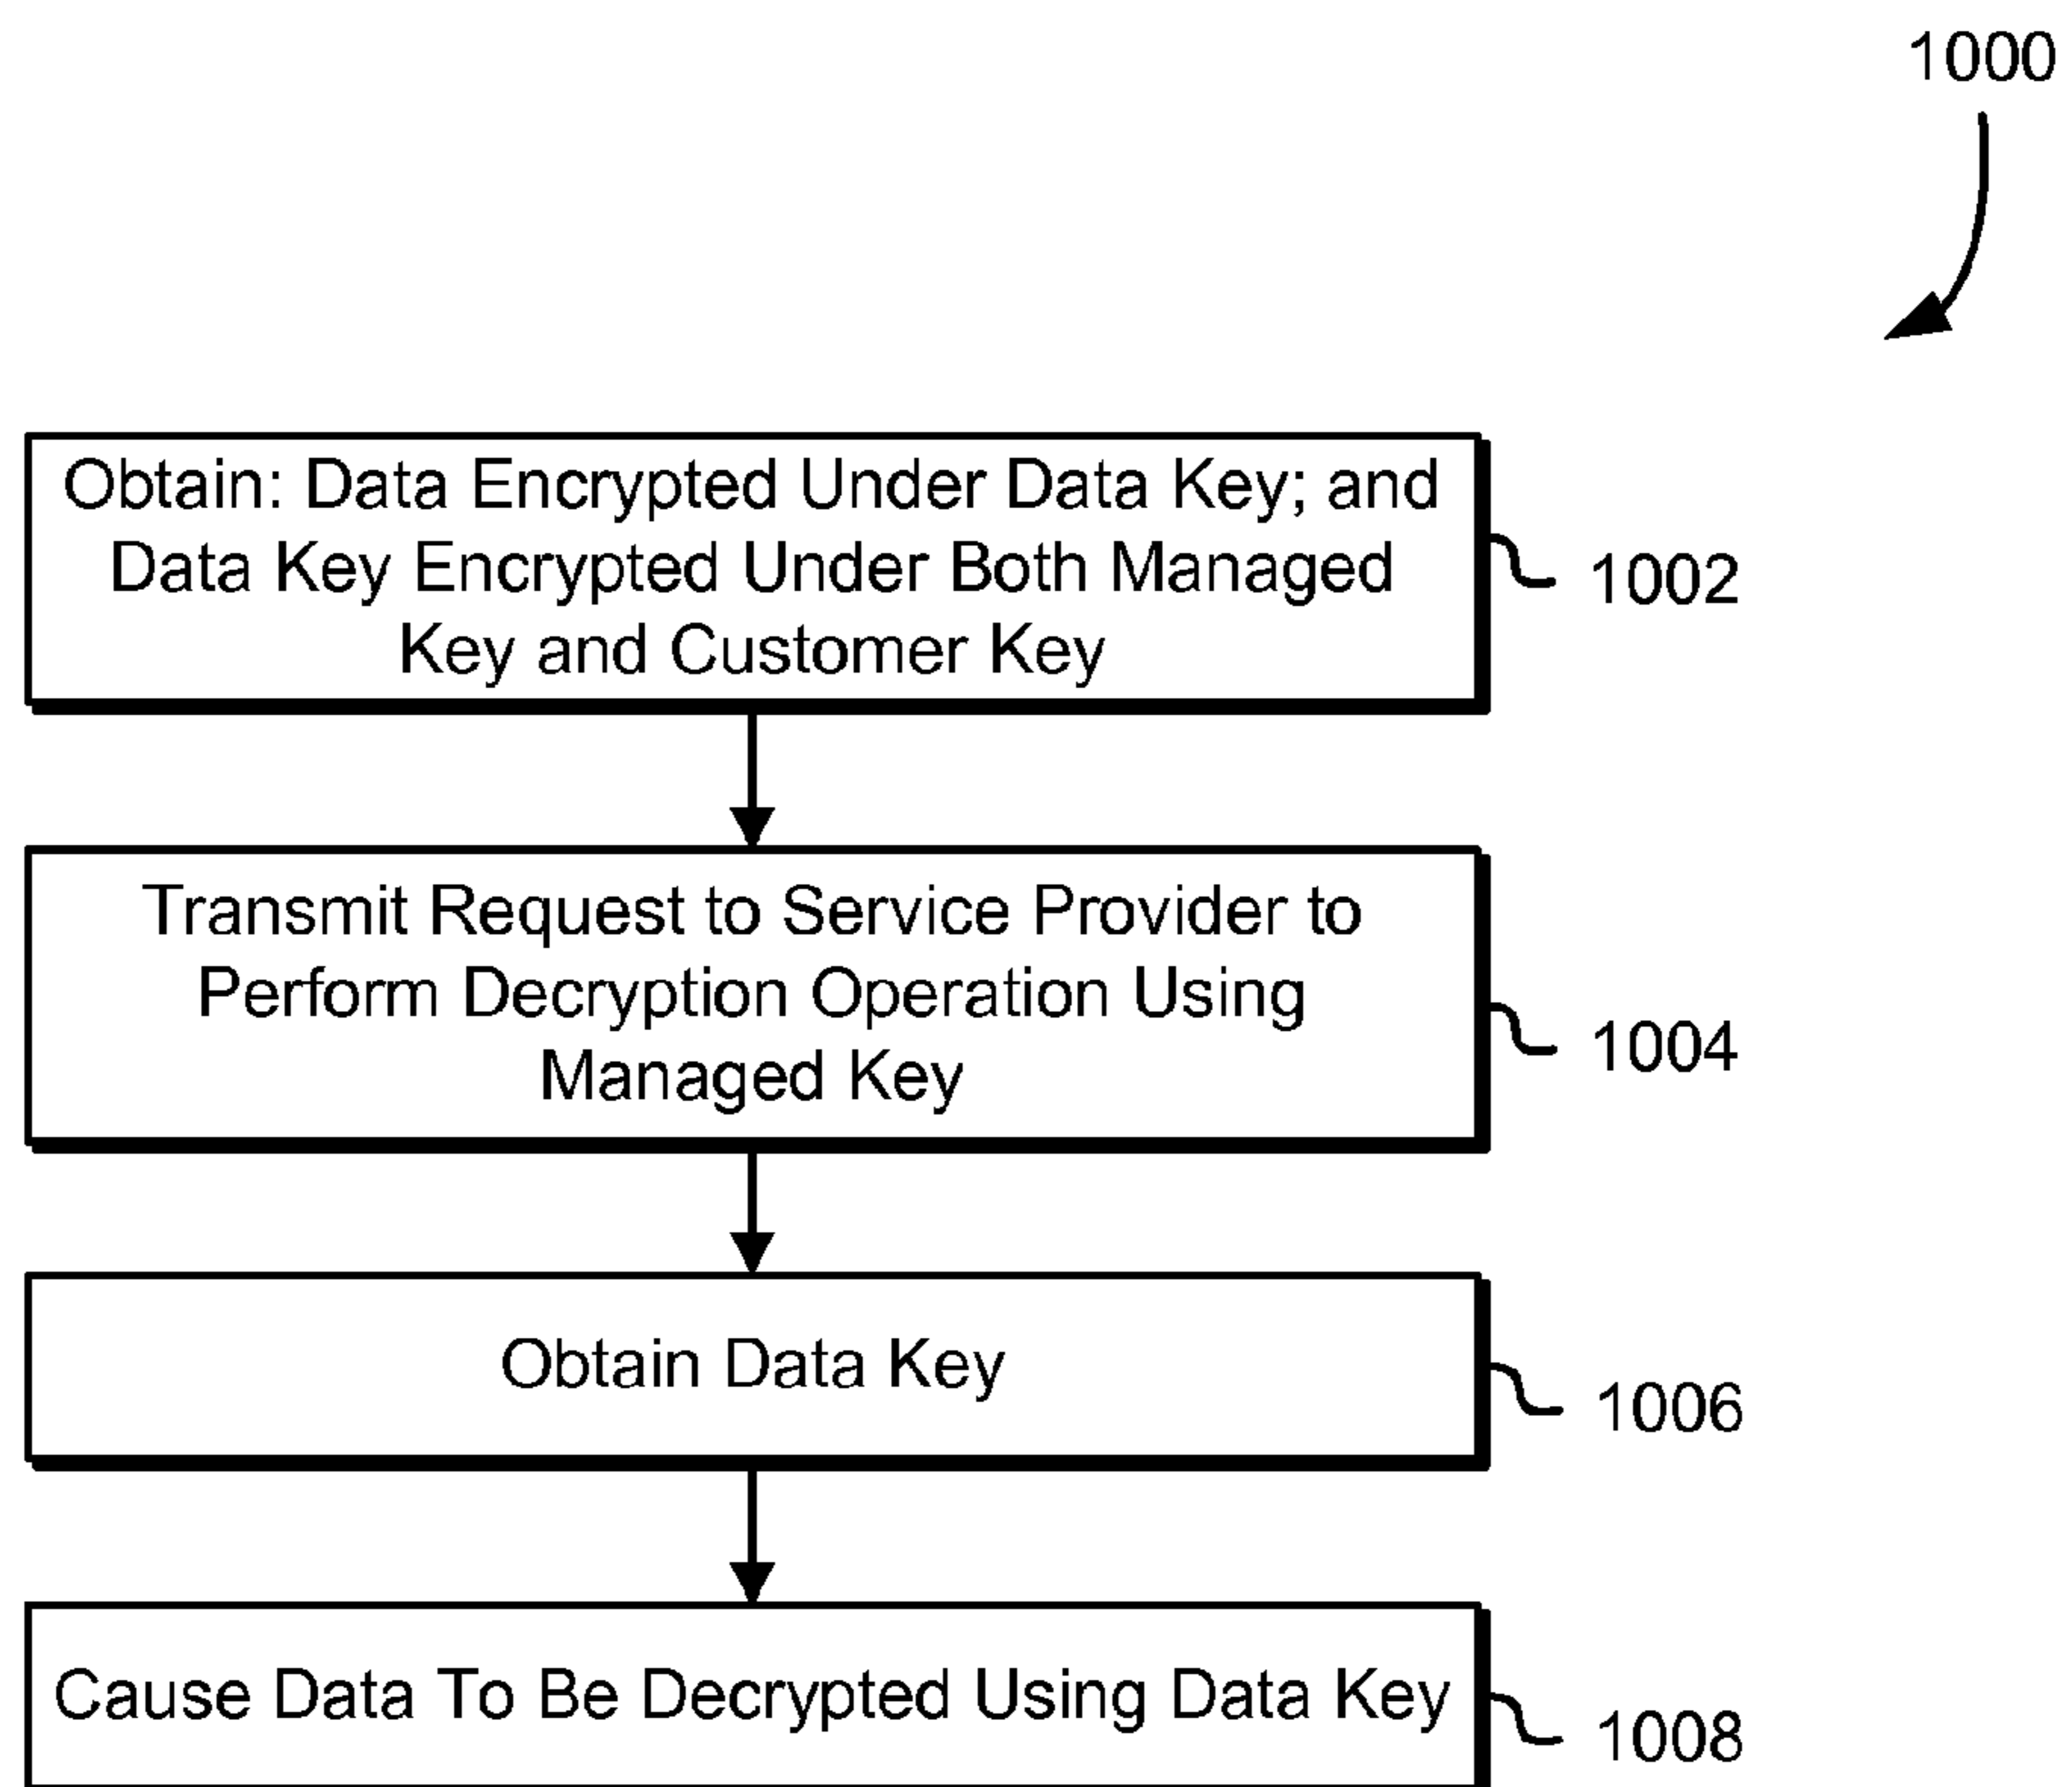 1000
Obtain: Data Encrypted Under Data Key; and
Data Key Encrypted Under Both Managed
Key and Customer Key
1002
Transmit Request to Service Provider to
Perform Decryption Operation Using
Managed Key
1004
Obtain Data Key
1006
Cause Data To Be Decrypted Using Data Key
1008